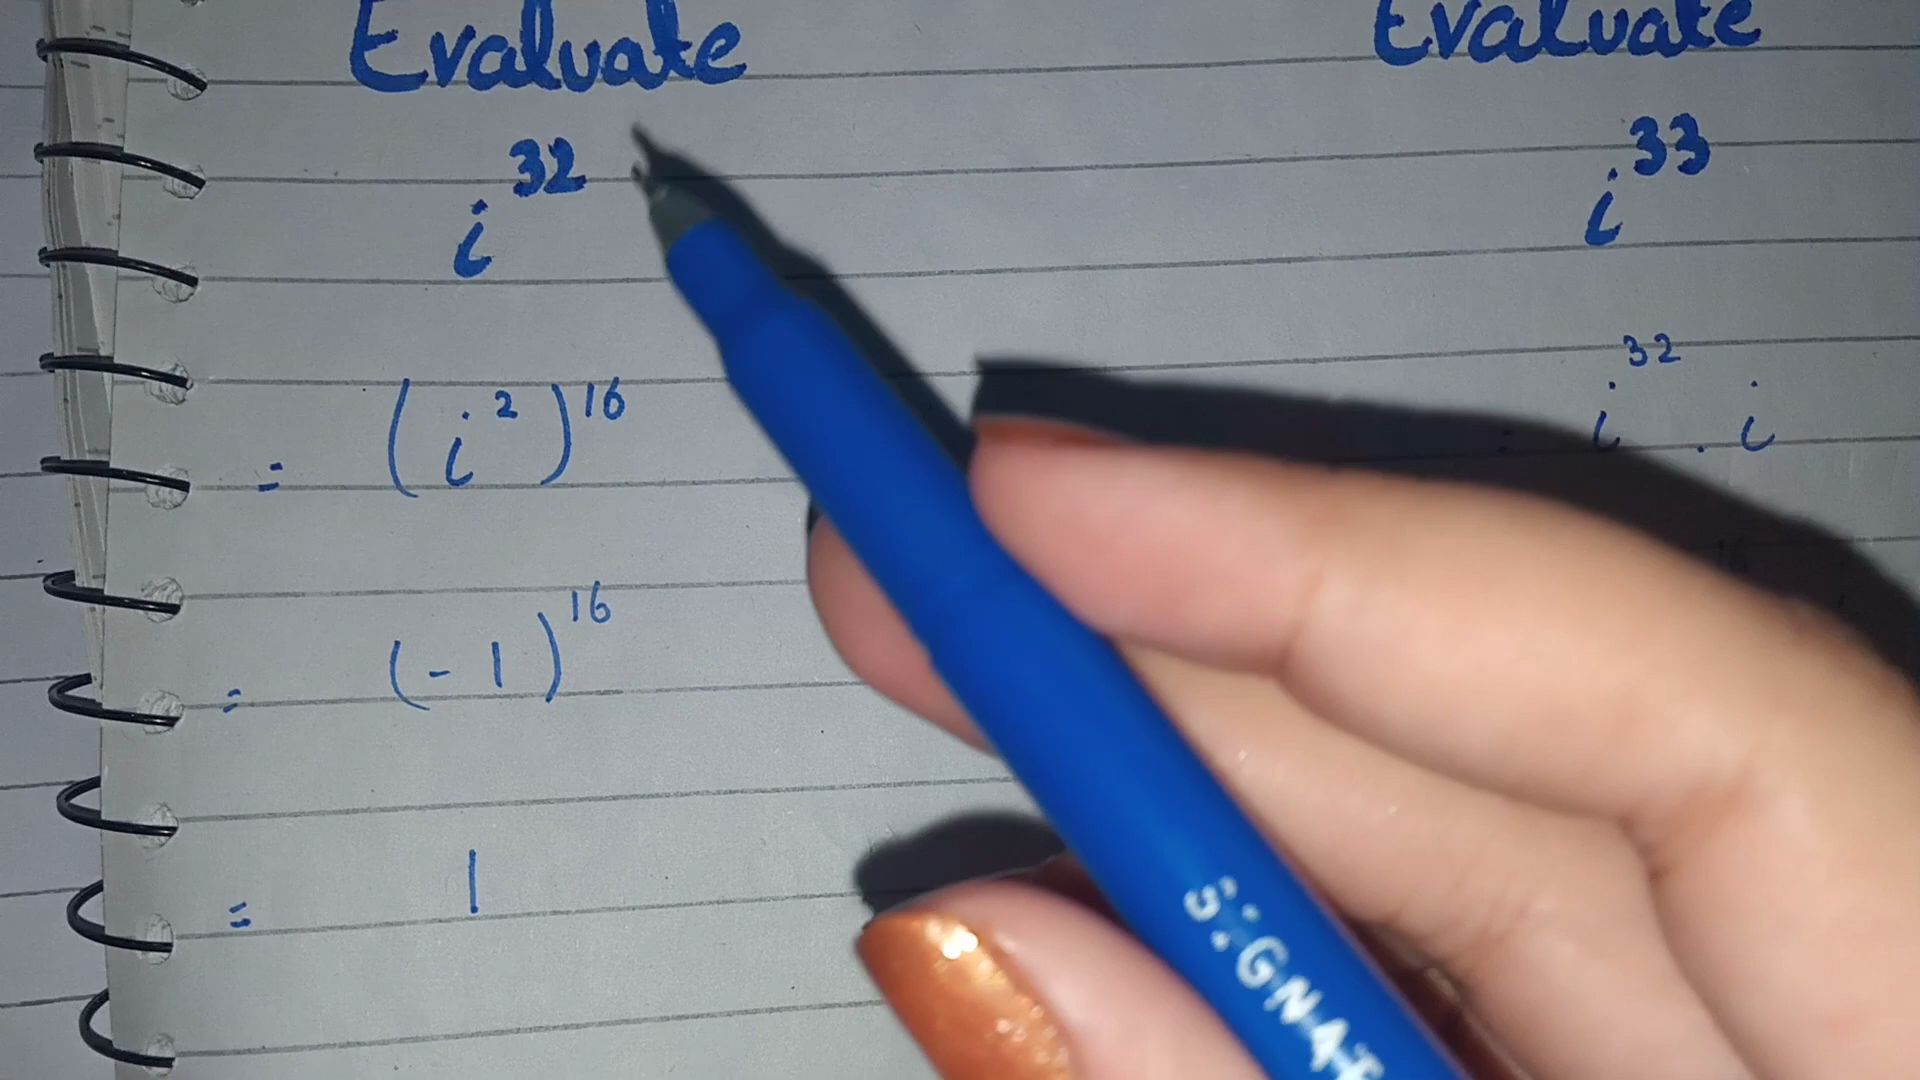 Evaluate
i^32
= (i^2)^16
= (-1)^16
= 1
Evaluate
i^33
= i^32 . i
SIGNAT